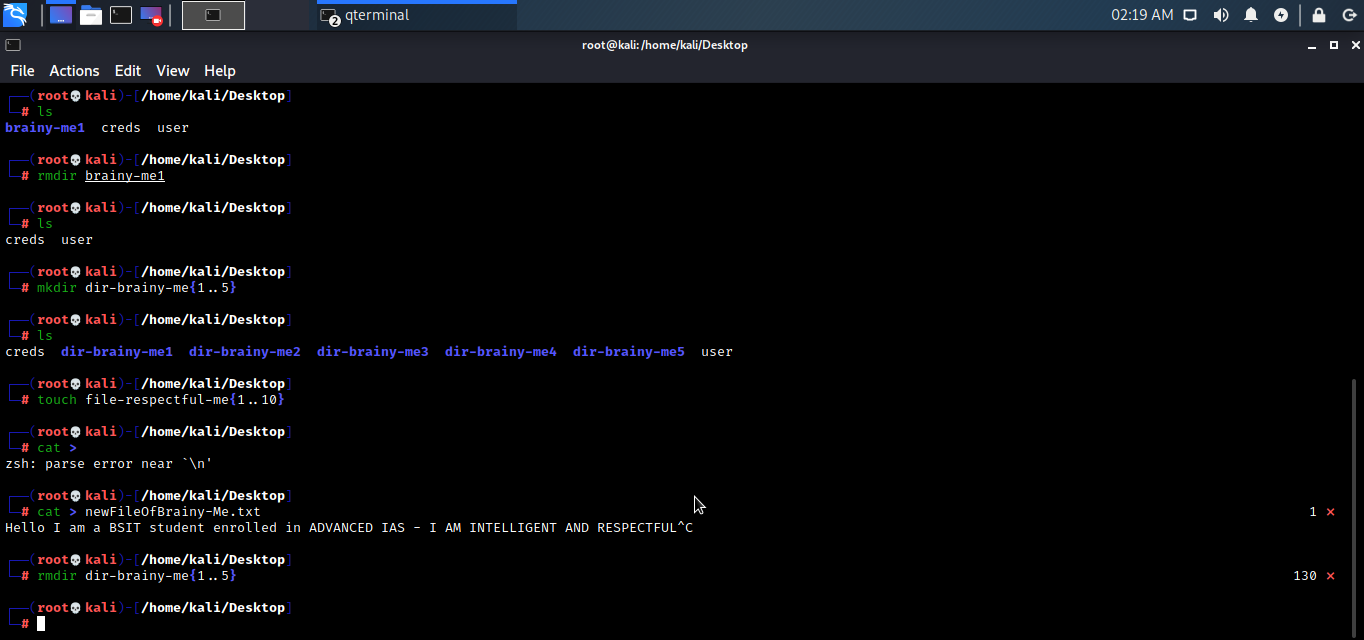 2 qterminal 02:19 AM
root@kali:/home/kali/Desktop
File Actions Edit View Help
┌──(root💀kali)-[/home/kali/Desktop]
└─# ls
brainy-me1 creds user
┌──(root💀kali)-[/home/kali/Desktop]
└─# rmdir brainy-me1
┌──(root💀kali)-[/home/kali/Desktop]
└─# ls
creds user
┌──(root💀kali)-[/home/kali/Desktop]
└─# mkdir dir-brainy-me{1..5}
┌──(root💀kali)-[/home/kali/Desktop]
└─# ls
creds dir-brainy-me1 dir-brainy-me2 dir-brainy-me3 dir-brainy-me4 dir-brainy-me5 user
┌──(root💀kali)-[/home/kali/Desktop]
└─# touch file-respectful-me{1..10}
┌──(root💀kali)-[/home/kali/Desktop]
└─# cat >
zsh: parse error near `\n'
┌──(root💀kali)-[/home/kali/Desktop]
└─# cat > newFileOfBrainy-Me.txt 1 ⨯
Hello I am a BSIT student enrolled in ADVANCED IAS - I AM INTELLIGENT AND RESPECTFUL^C
┌──(root💀kali)-[/home/kali/Desktop]
└─# rmdir dir-brainy-me{1..5} 130 ⨯
┌──(root💀kali)-[/home/kali/Desktop]
└─#